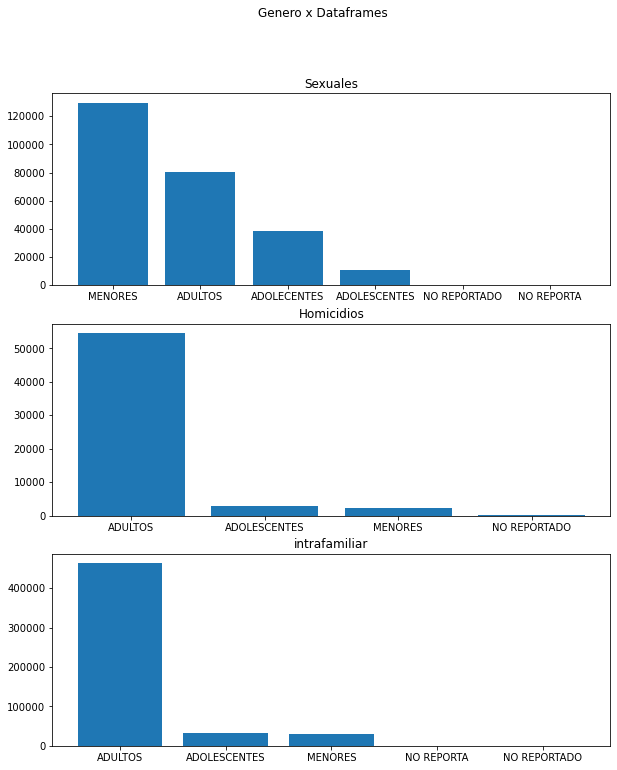 Genero x Dataframes
Sexuales
120000
100000
80000
60000
40000
20000
0
MENORES ADULTOS ADOLECENTES ADOLESCENTES NO REPORTADO NO REPORTA
Homicidios
50000
40000
30000
20000
10000
0
ADULTOS ADOLESCENTES MENORES NO REPORTADO
intrafamiliar
400000
300000
200000
100000
0
ADULTOS ADOLESCENTES MENORES NO REPORTA NO REPORTADO